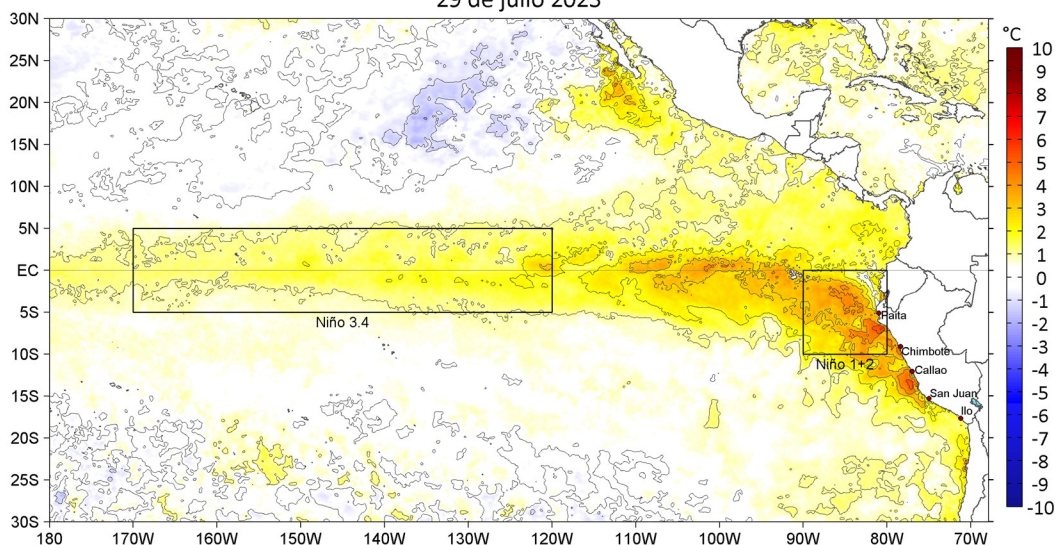 29 de julio 2023
°C
30N
25N
20N
15N
10N
5N
EC
5S
10S
15S
20S
25S
30S
180
170W
160W
150W
140W
130W
120W
110W
100W
90W
80W
70W
Niño 3.4
Niño 1+2
Paita
Chimbote
Callao
San Juan
Ilo
10
9
8
7
6
5
4
3
2
1
0
-1
-2
-3
-4
-5
-6
-7
-8
-9
-10